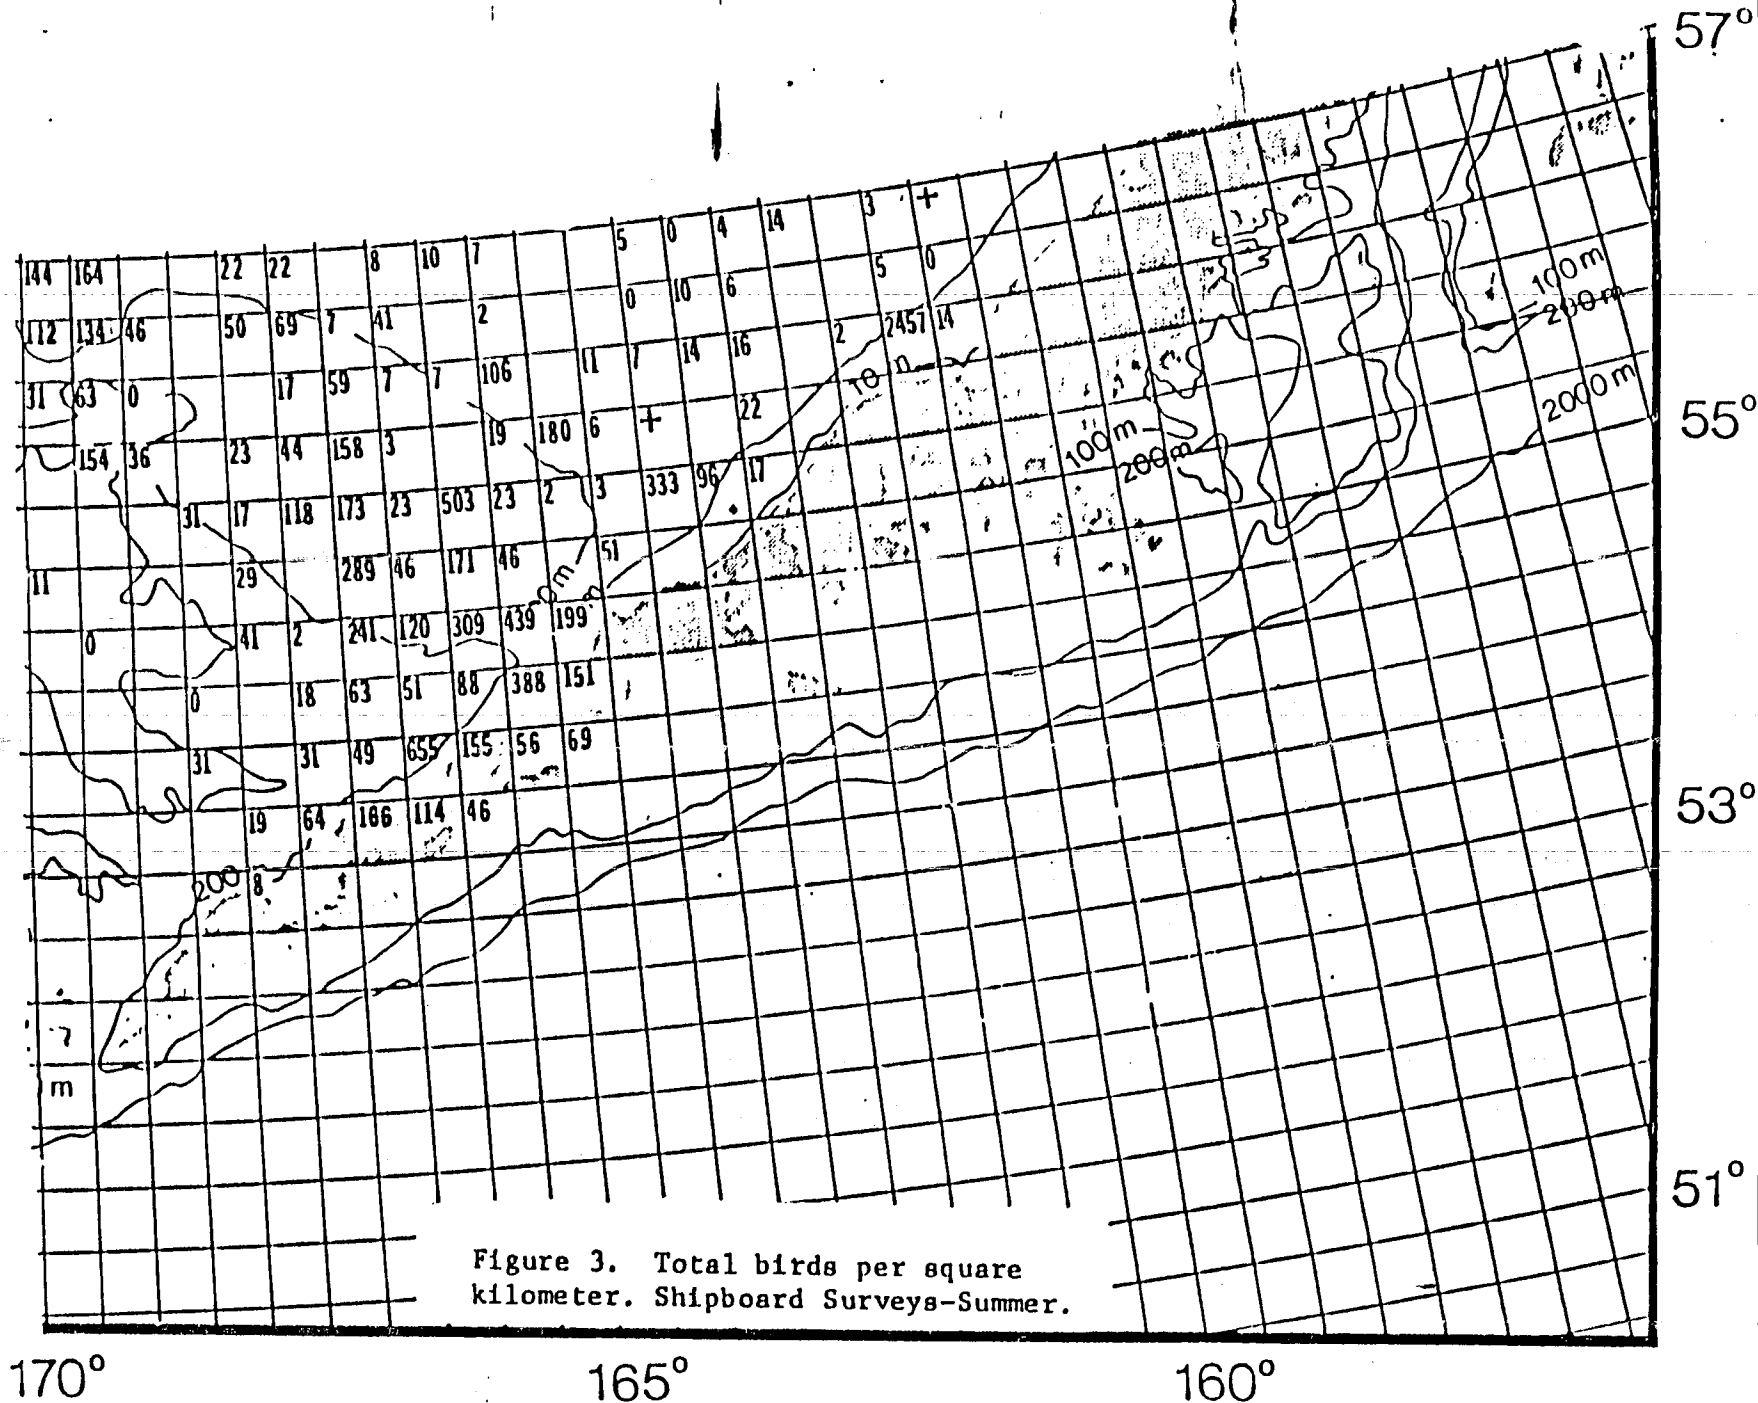 57°
144 164 22 22 8 10 7 5 0 4 14 3 +
112 134 46 50 69 7 41 2 0 10 6 5 0
31 63 0 17 59 7 7 106 11 7 14 16 2 2457 14
154 36 23 44 158 3 19 180 6 + 22
31 17 118 173 23 503 23 2 3 333 96 17
11 29 289 46 171 46 51
0 41 2 241 120 309 439 199
0 18 63 51 88 388 151
31 31 49 655 155 56 69
19 64 186 114 46
200 8
100m
200m
2000m
55°
100m
200m
m
53°
51°
Figure 3. Total birds per square
kilometer. Shipboard Surveys-Summer.
170° 165° 160°